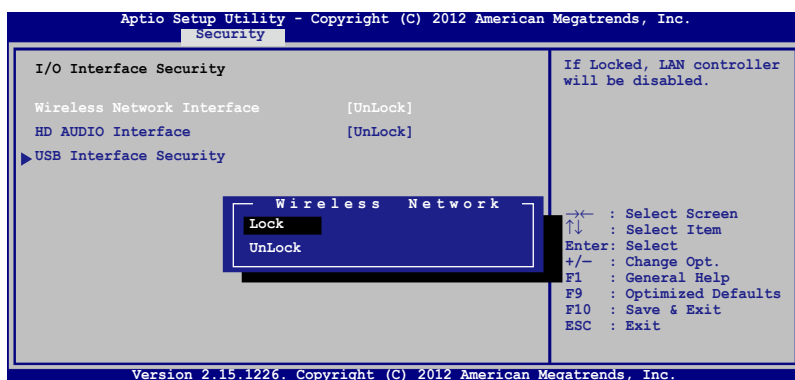 Aptio Setup Utility - Copyright (C) 2012 American Megatrends, Inc.
Security
I/O Interface Security
Wireless Network Interface [UnLock]
HD AUDIO Interface [UnLock]
USB Interface Security
If Locked, LAN controller
will be disabled.
Wireless Network
Lock
UnLock
→← : Select Screen
↑↓ : Select Item
Enter: Select
+/— : Change Opt.
F1 : General Help
F9 : Optimized Defaults
F10 : Save & Exit
ESC : Exit
Version 2.15.1226. Copyright (C) 2012 American Megatrends, Inc.